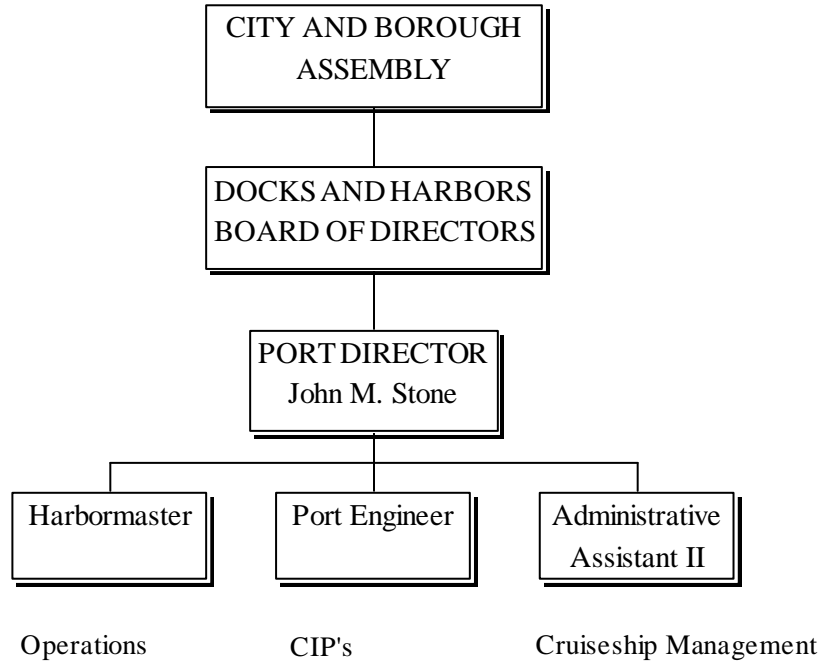 CITY AND BOROUGH
ASSEMBLY
DOCKS AND HARBORS
BOARD OF DIRECTORS
PORT DIRECTOR
John M. Stone
Harbormaster
Port Engineer
Administrative
Assistant II
Operations
CIP's
Cruiseship Management